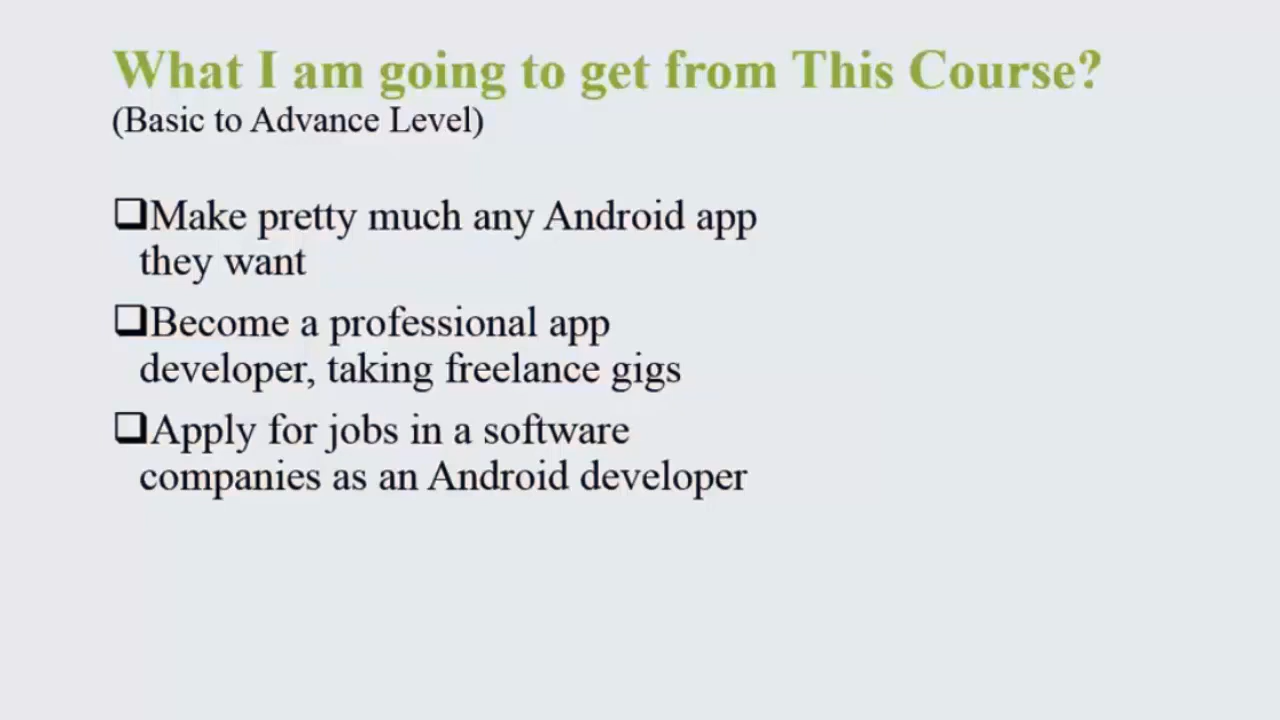 What I am going to get from This Course?
(Basic to Advance Level)
Make pretty much any Android app
they want
Become a professional app
developer, taking freelance gigs
Apply for jobs in a software
companies as an Android developer